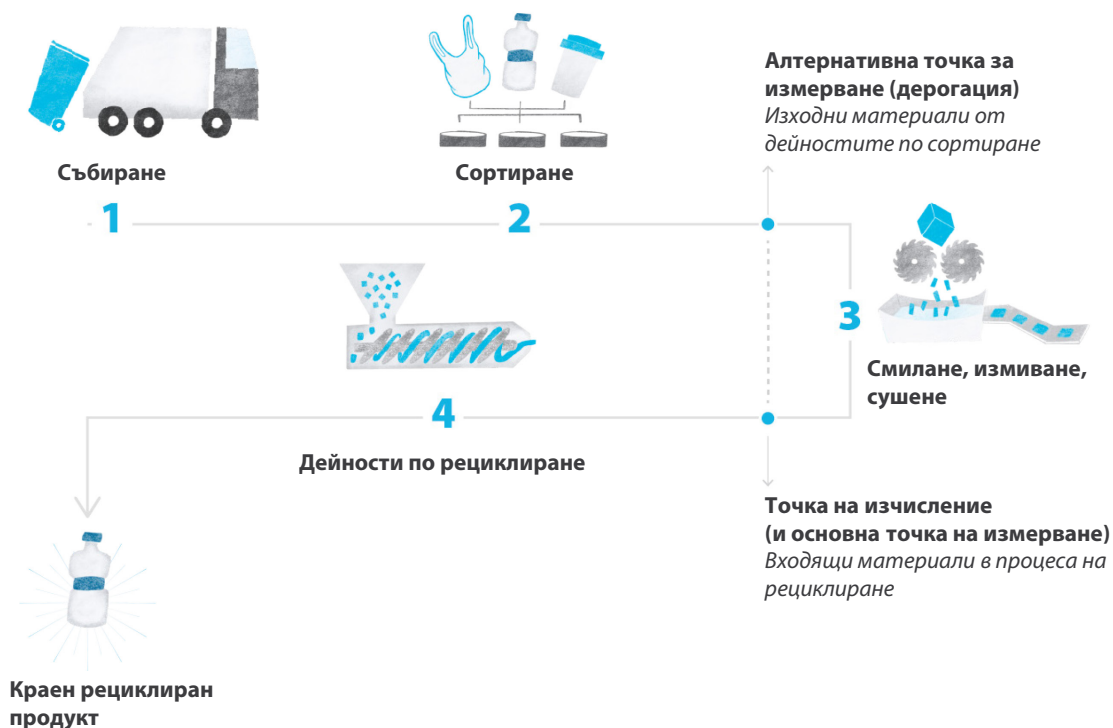 Събиране
1
Сортиране
2
Алтернативна точка за
измерване (дерогация)
Изходни материали от
дейностите по сортиране
3
Смилане, измиване,
сушене
4
Дейности по рециклиране
Точка на изчисление
(и основна точка на измерване)
Входящи материали в процеса на
рециклиране
Краен рециклиран
продукт